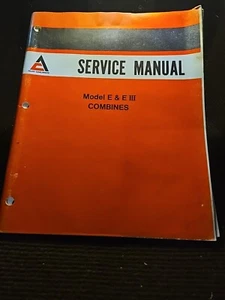 SERVICE MANUAL
Model E & E III
COMBINES